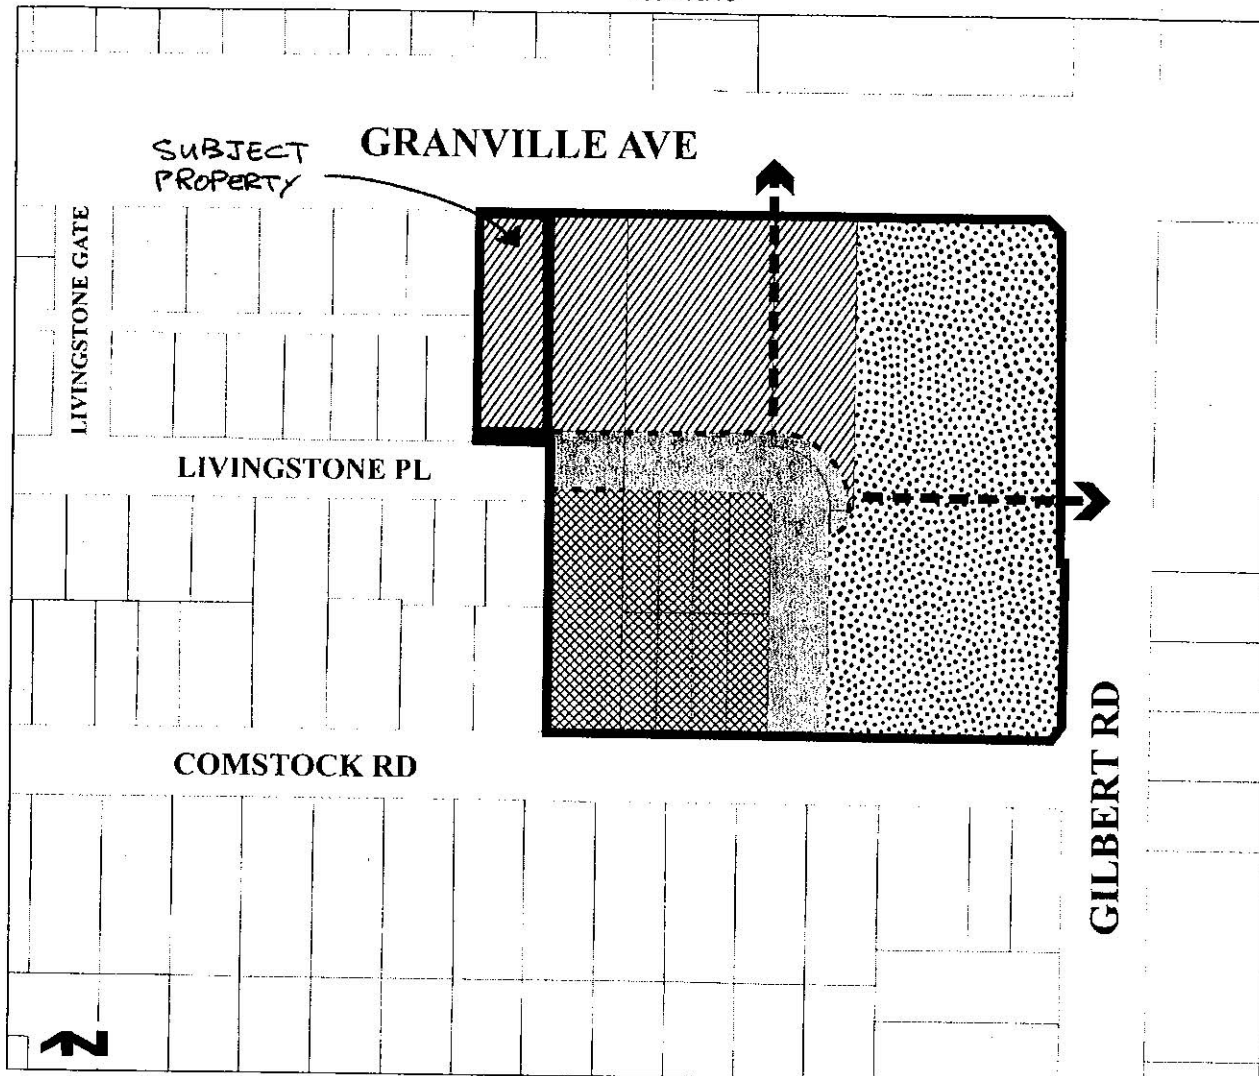 GRANVILLE AVE
SUBJECT
PROPERTY
LIVINGSTONE GATE
LIVINGSTONE PL
COMSTOCK RD
GILBERT RD
N